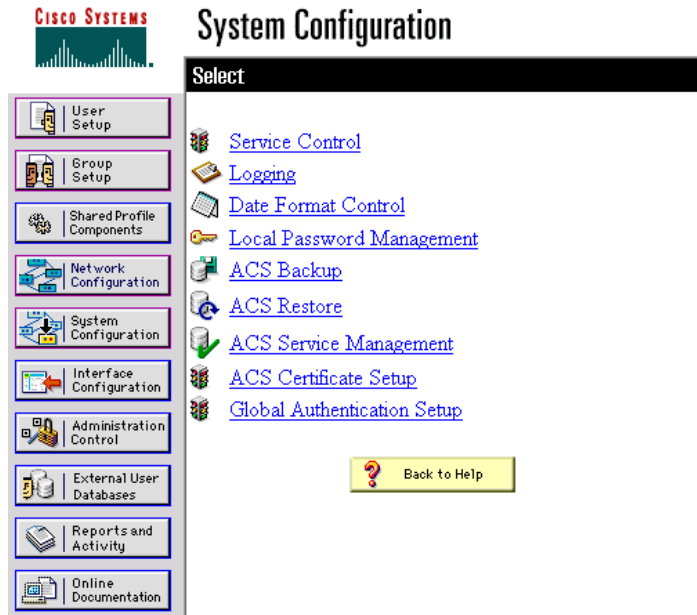 CISCO SYSTEMS
System Configuration
Select
User
Setup
Group
Setup
Shared Profile
Components
Network
Configuration
System
Configuration
Interface
Configuration
Administration
Control
External User
Databases
Reports and
Activity
Online
Documentation
Service Control
Logging
Date Format Control
Local Password Management
ACS Backup
ACS Restore
ACS Service Management
ACS Certificate Setup
Global Authentication Setup
Back to Help